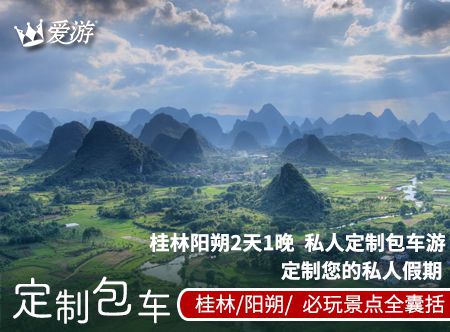 爱游®
桂林阳朔2天1晚 私人定制包车游
定制您的私人假期
定制包车
桂林/阳朔/ 必玩景点全囊括